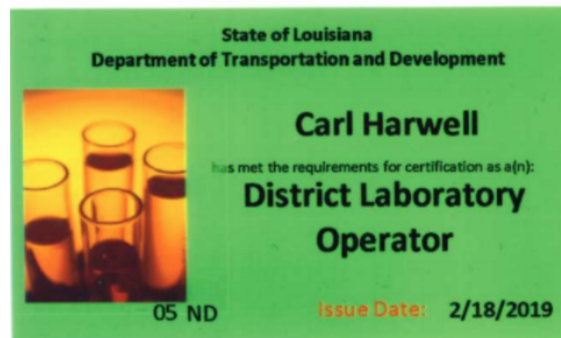 State of Louisiana
Department of Transportation and Development
Carl Harwell
has met the requirements for certification as a(n):
District Laboratory
Operator
05 ND
Issue Date: 2/18/2019